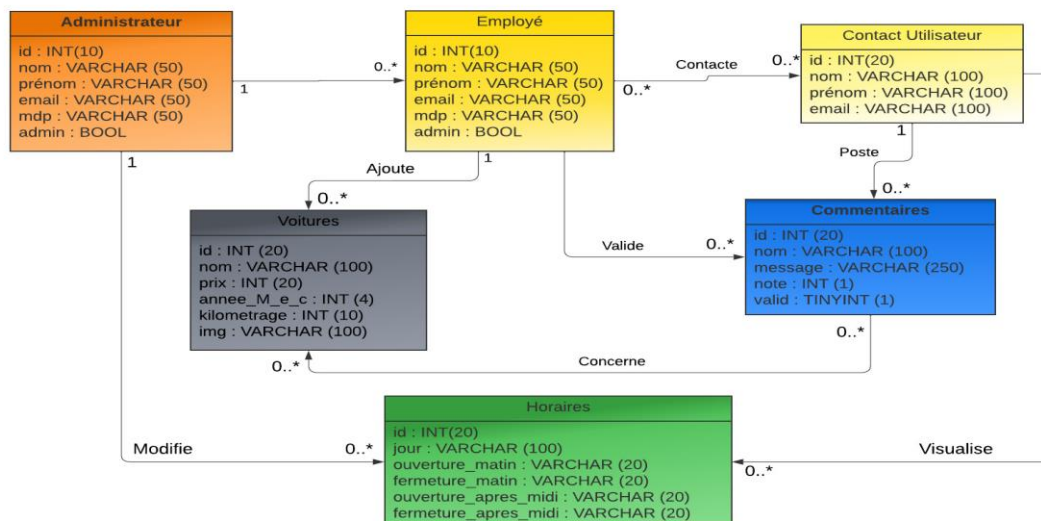 Administrateur
id : INT(10)
nom : VARCHAR (50)
prénom : VARCHAR (50)
email : VARCHAR (50)
mdp : VARCHAR (50)
admin : BOOL
1
0..*
Employé
id : INT(10)
nom : VARCHAR (50)
prénom : VARCHAR (50)
email : VARCHAR (50)
mdp : VARCHAR (50)
admin : BOOL
Contacte
0..*
0..*
Contact Utilisateur
id : INT(20)
nom : VARCHAR (100)
prénom : VARCHAR (100)
email : VARCHAR (100)
1
1
1
Ajoute
0..*
Poste
0..*
Voitures
id : INT (20)
nom : VARCHAR (100)
prix : INT (20)
annee_M_e_c : INT (4)
kilometrage : INT (10)
img : VARCHAR (100)
Valide
0..*
Commentaires
id : INT (20)
nom : VARCHAR (100)
message : VARCHAR (250)
note : INT (1)
valid : TINYINT (1)
0..*
Concerne
0..*
Horaires
id : INT(20)
jour : VARCHAR (100)
ouverture_matin : VARCHAR (20)
fermeture_matin : VARCHAR (20)
ouverture_apres_midi : VARCHAR (20)
fermeture_apres_midi : VARCHAR (20)
Modifie
0..*
Visualise
0..*